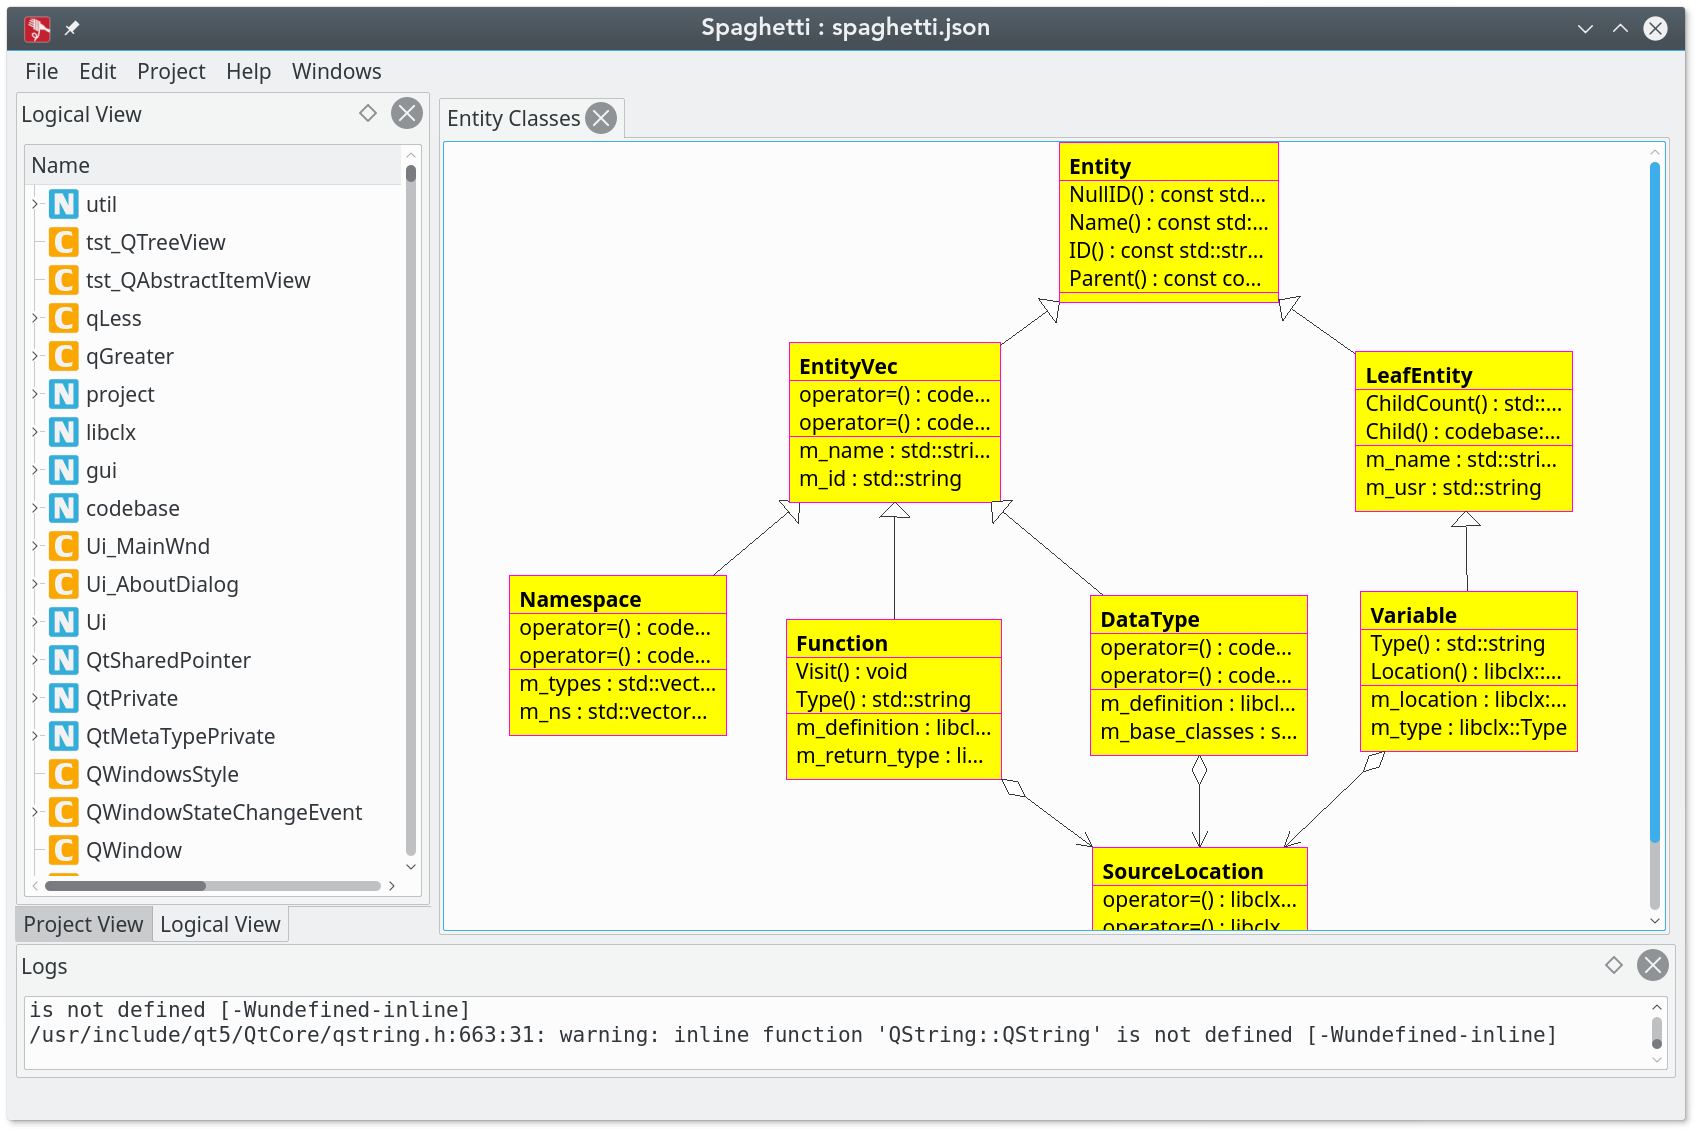 Spaghetti : spaghetti.json
File Edit Project Help Windows
Logical View
Name
N util
C tst_QTreeView
C tst_QAbstractItemView
C qLess
C qGreater
N project
N libclx
N gui
N codebase
C Ui_MainWnd
C Ui_AboutDialog
N Ui
N QtSharedPointer
N QtPrivate
N QtMetaTypePrivate
C QWindowsStyle
C QWindowStateChangeEvent
C QWindow
Project View Logical View
Entity Classes
Entity
NullID() : const std...
Name() : const std:...
ID() : const std::str...
Parent() : const co...
EntityVec
operator=() : code...
operator=() : code...
m_name : std::stri...
m_id : std::string
LeafEntity
ChildCount() : std::...
Child() : codebase:...
m_name : std::stri...
m_usr : std::string
Namespace
operator=() : code...
operator=() : code...
m_types : std::vect...
m_ns : std::vector...
Function
Visit() : void
Type() : std::string
m_definition : libcl...
m_return_type : li...
DataType
operator=() : code...
operator=() : code...
m_definition : libcl...
m_base_classes : s...
Variable
Type() : std::string
Location() : libclx::...
m_location : libclx:...
m_type : libclx::Type
SourceLocation
operator=() : libclx...
operator=() : libclx
Logs
is not defined [-Wundefined-inline]
/usr/include/qt5/QtCore/qstring.h:663:31: warning: inline function 'QString::QString' is not defined [-Wundefined-inline]